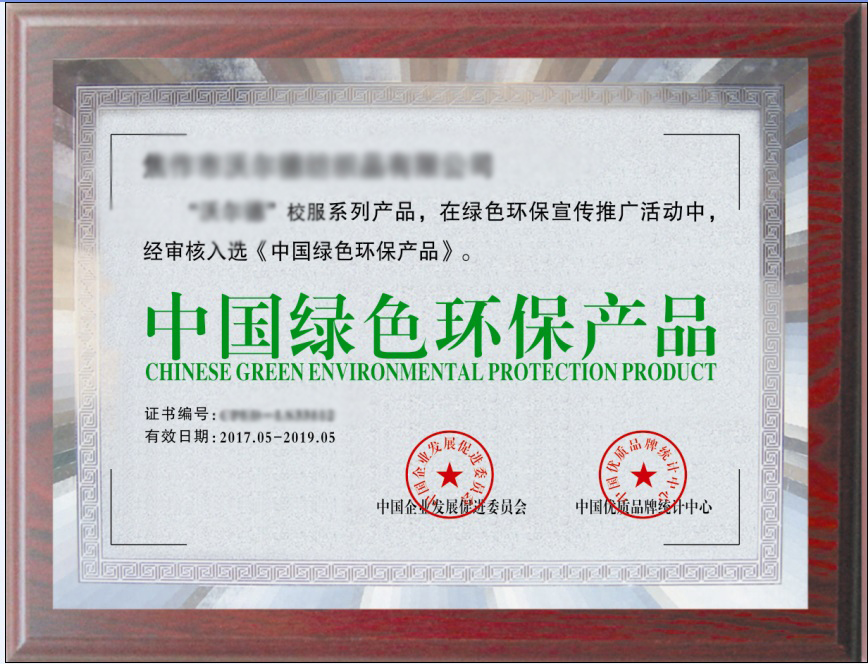 校服系列产品，在绿色环保宣传推广活动中，
经审核入选《中国绿色环保产品》。
中国绿色环保产品
CHINESE GREEN ENVIRONMENTAL PROTECTION PRODUCT
证书编号:
有效日期:2017.05-2019.05
中国企业发展促进委员会
中国优质品牌统计中心
中国企业发展促进委员会
中国优质品牌统计中心